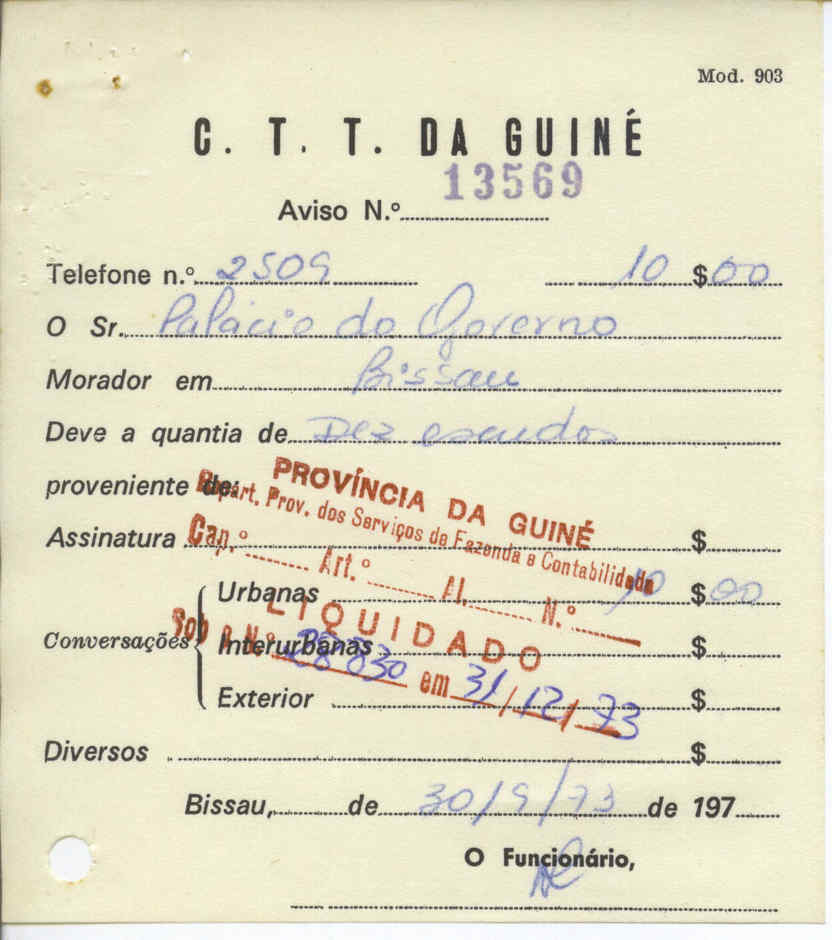 Mod. 903
C. T. T. DA GUINÉ
13569
Aviso N.º
Telefone n.º 2509 10 $ 00
O Sr. Palácio do Governo
Morador em Bissau
Deve a quantia de Dez escudos
proveniente de:
PROVÍNCIA DA GUINÉ
Repart. Prov. dos Serviços de Fazenda e Contabilidade
Assinatura $
Cap.º Art.º Al. N.º
Conversações
Urbanas 10 $ 00
LIQUIDADO
Interurbanas $
Sob o N.º 28830 em 31/12/73
Exterior $
Diversos $
Bissau, de 30/9/73 de 197
O Funcionário,